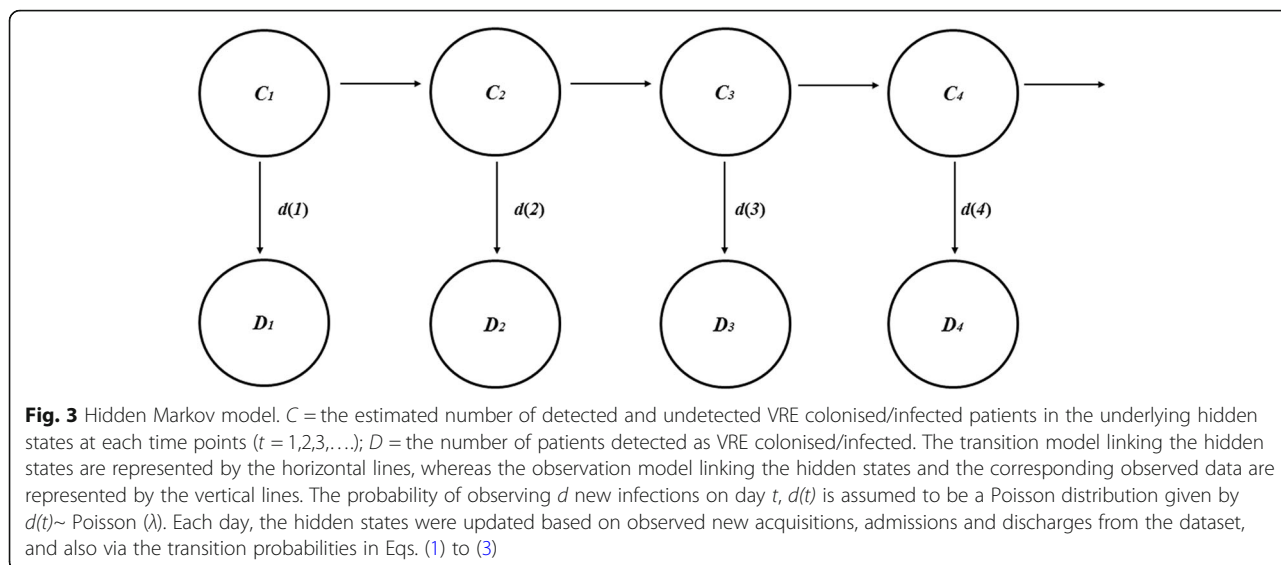 C1 C2 C3 C4
d(1) d(2) d(3) d(4)
D1 D2 D3 D4
Fig. 3 Hidden Markov model. C = the estimated number of detected and undetected VRE colonised/infected patients in the underlying hidden
states at each time points (t = 1,2,3,….); D = the number of patients detected as VRE colonised/infected. The transition model linking the hidden
states are represented by the horizontal lines, whereas the observation model linking the hidden states and the corresponding observed data are
represented by the vertical lines. The probability of observing d new infections on day t, d(t) is assumed to be a Poisson distribution given by
d(t)~ Poisson (λ). Each day, the hidden states were updated based on observed new acquisitions, admissions and discharges from the dataset,
and also via the transition probabilities in Eqs. (1) to (3)